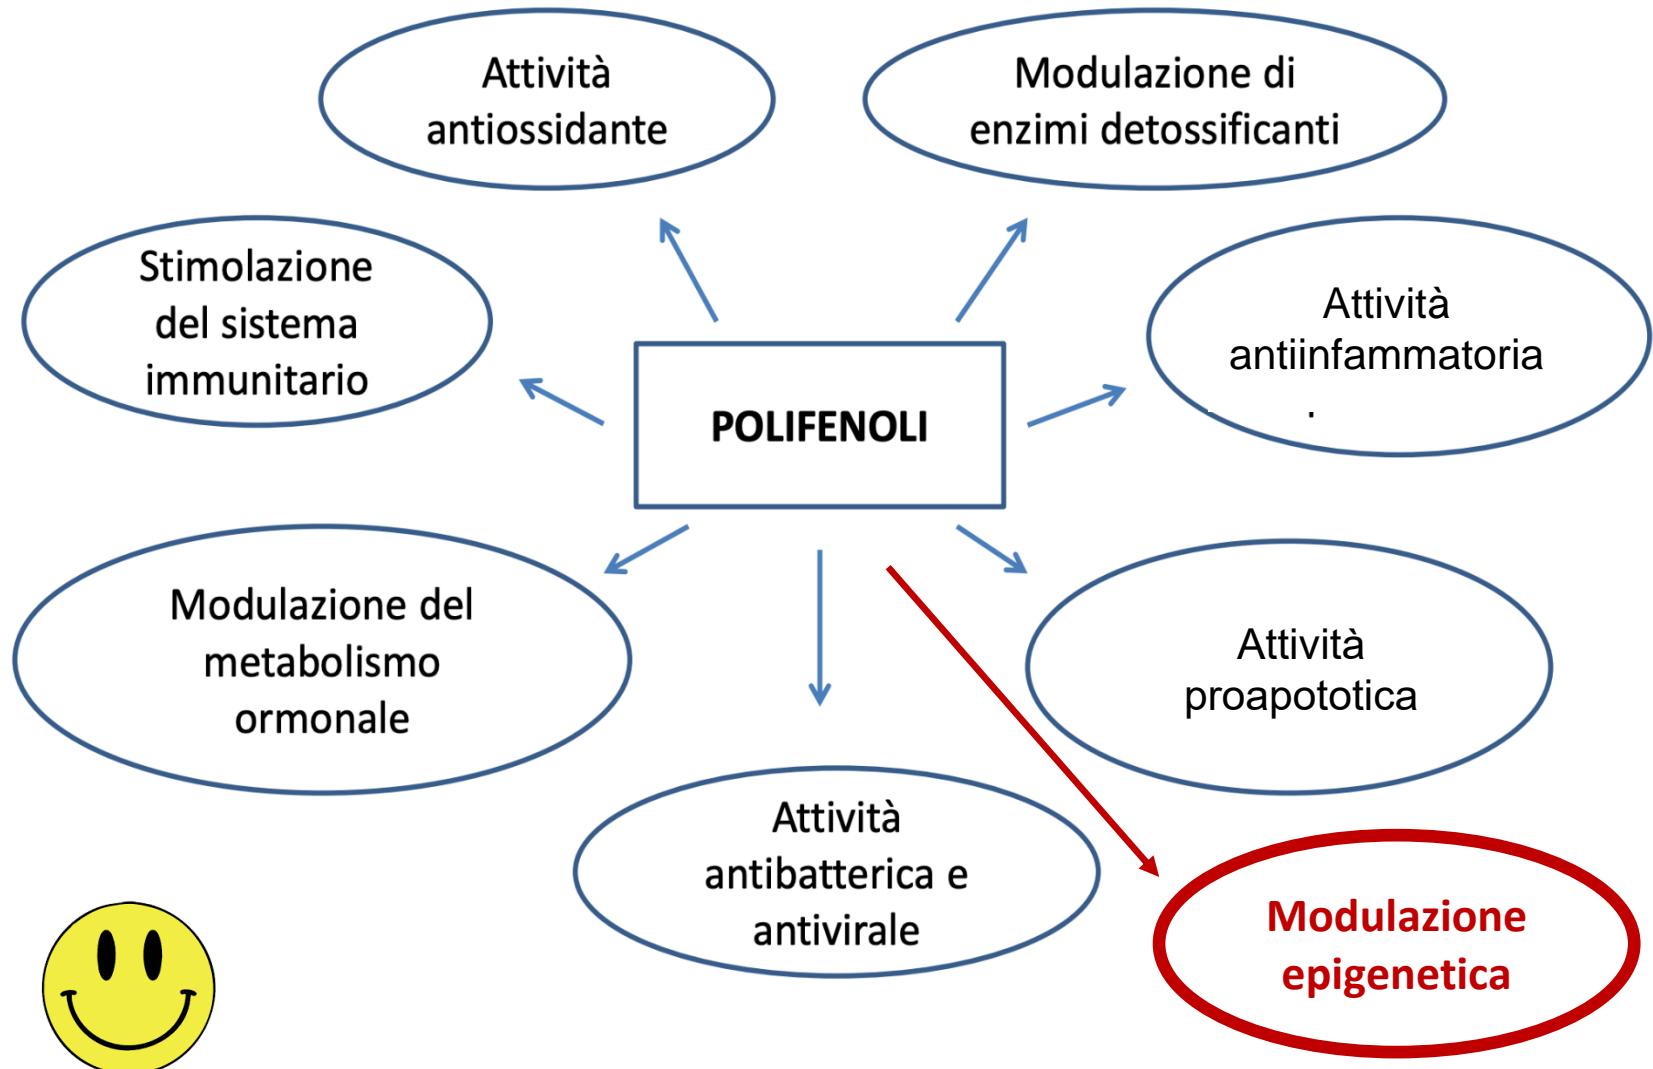 Attività
antiossidante
Modulazione di
enzimi detossificanti
Stimolazione
del sistema
immunitario
Attività
antiinfammatoria
POLIFENOLI
Modulazione del
metabolismo
ormonale
Attività
proapototica
Attività
antibatterica e
antivirale
Modulazione
epigenetica